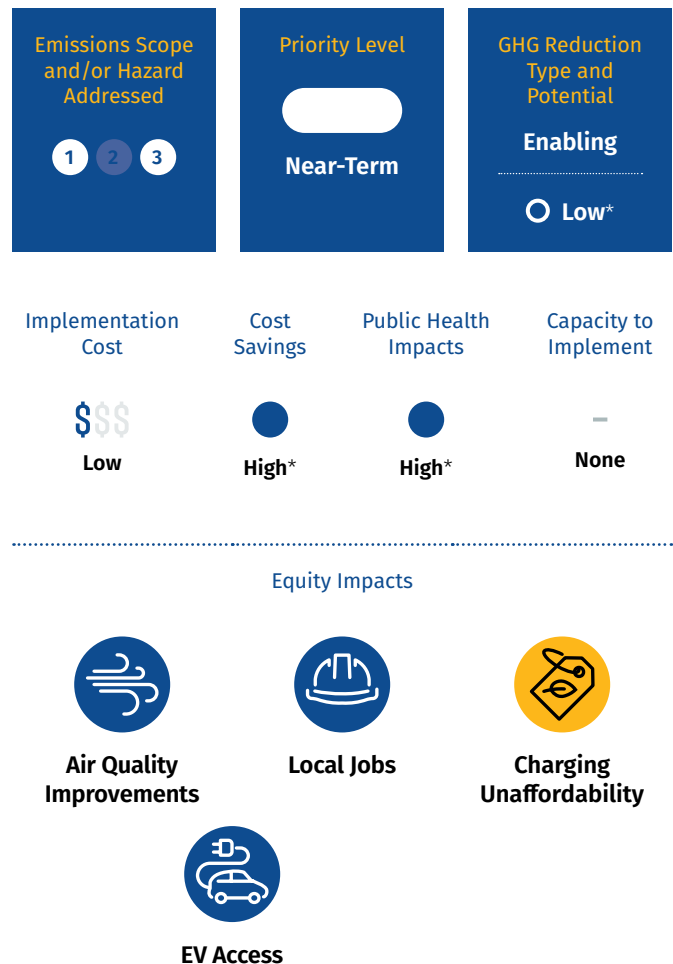 Emissions Scope
and/or Hazard
Addressed
1 2 3
Priority Level
Near-Term
GHG Reduction
Type and
Potential
Enabling
Low*
Implementation
Cost
$$$
Low
Cost
Savings
High*
Public Health
Impacts
High*
Capacity to
Implement
–
None
Equity Impacts
Air Quality
Improvements
Local Jobs
Charging
Unaffordability
EV Access